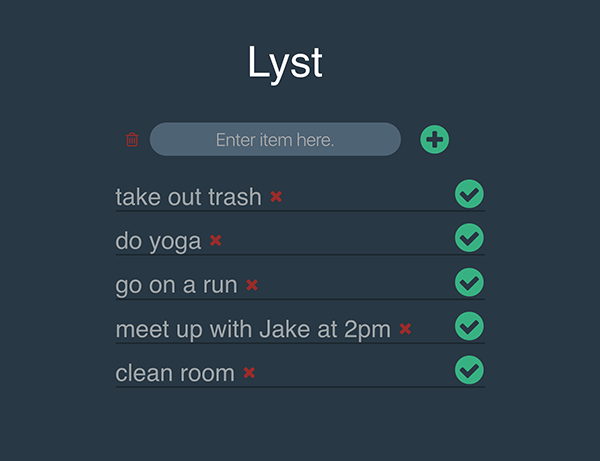 Lyst
Enter item here.
take out trash
do yoga
go on a run
meet up with Jake at 2pm
clean room